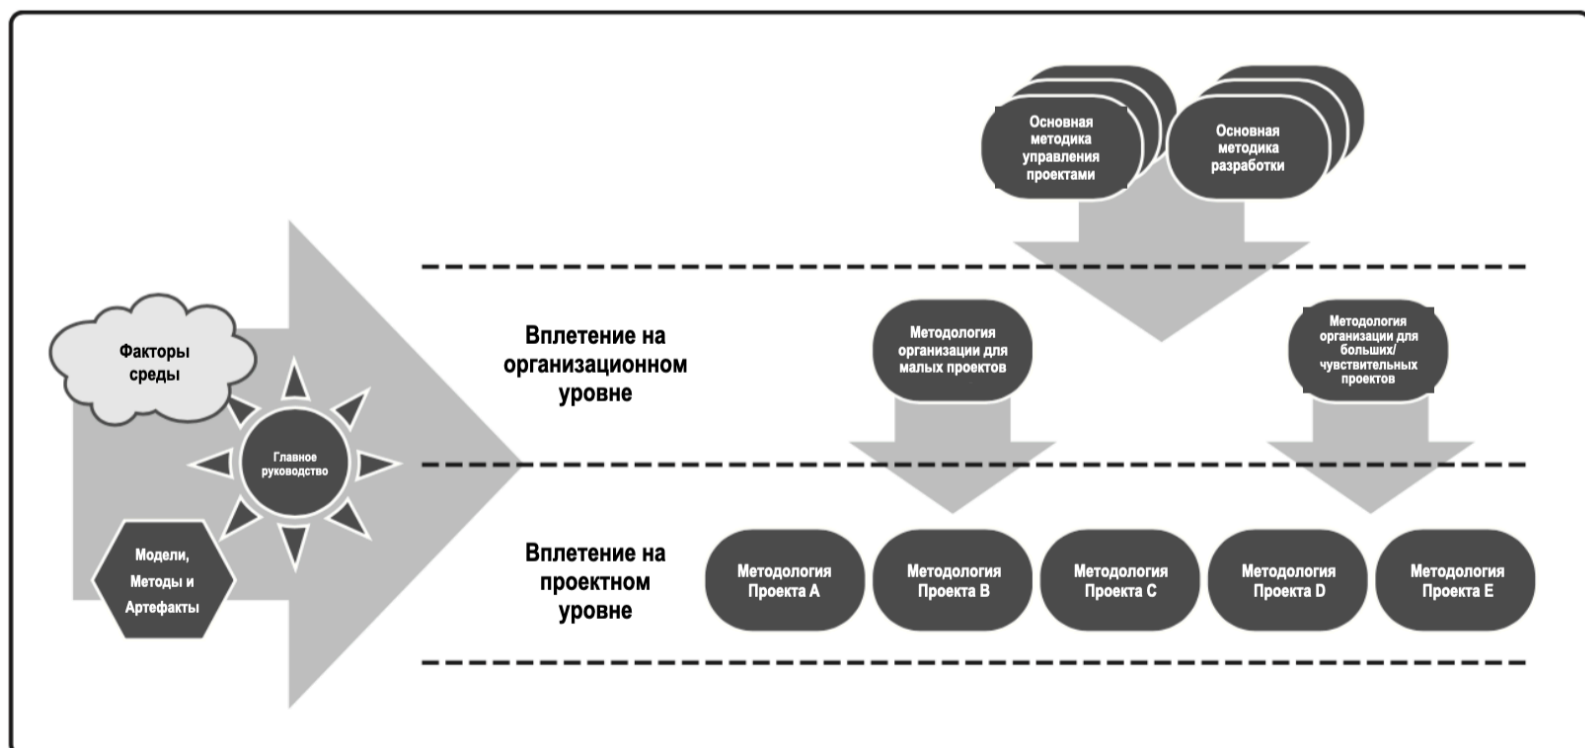 Основная
методика
управления
проектами
Основная
методика
разработки
Факторы
среды
Главное
руководство
Модели,
Методы и
Артефакты
Вплетение на
организационном
уровне
Методология
организации для
малых проектов
Методология
организации для
больших/
чувствительных
проектов
Вплетение на
проектном
уровне
Методология
Проекта A
Методология
Проекта B
Методология
Проекта C
Методология
Проекта D
Методология
Проекта E